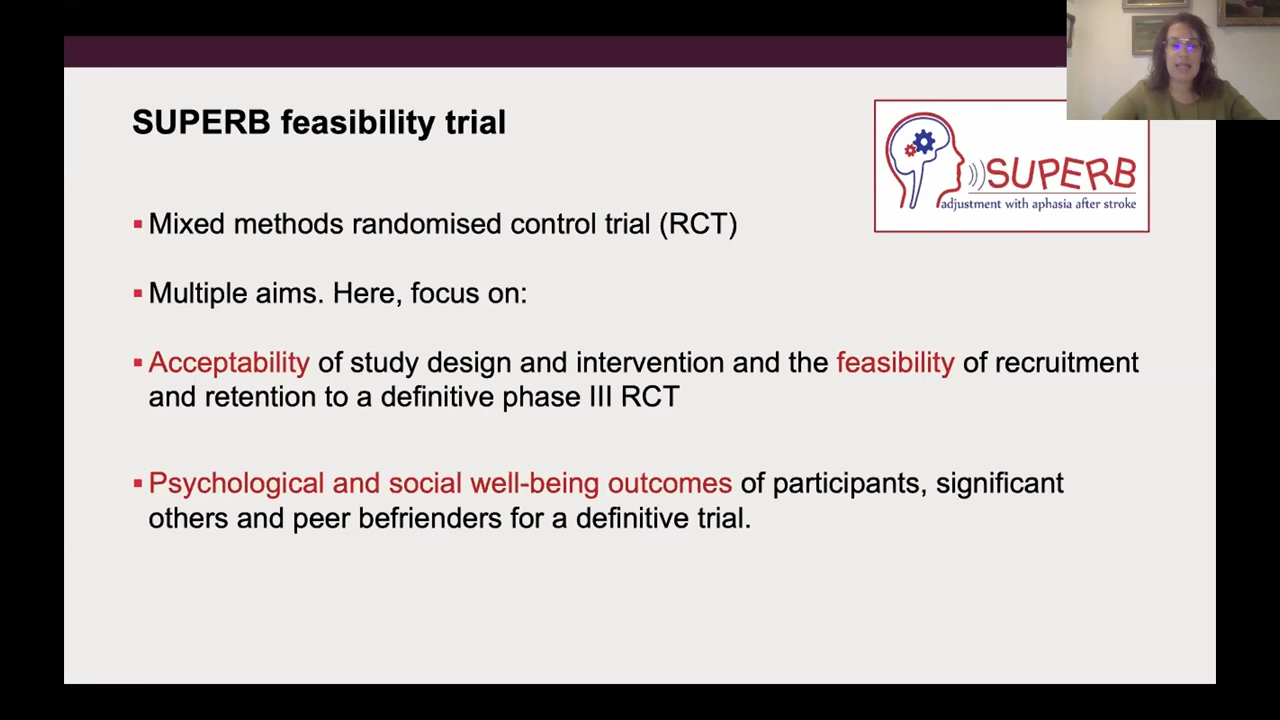 SUPERB feasibility trial
SUPERB
adjustment with aphasia after stroke
▪ Mixed methods randomised control trial (RCT)
▪ Multiple aims. Here, focus on:
▪ Acceptability of study design and intervention and the feasibility of recruitment
and retention to a definitive phase III RCT
▪ Psychological and social well-being outcomes of participants, significant
others and peer befrienders for a definitive trial.